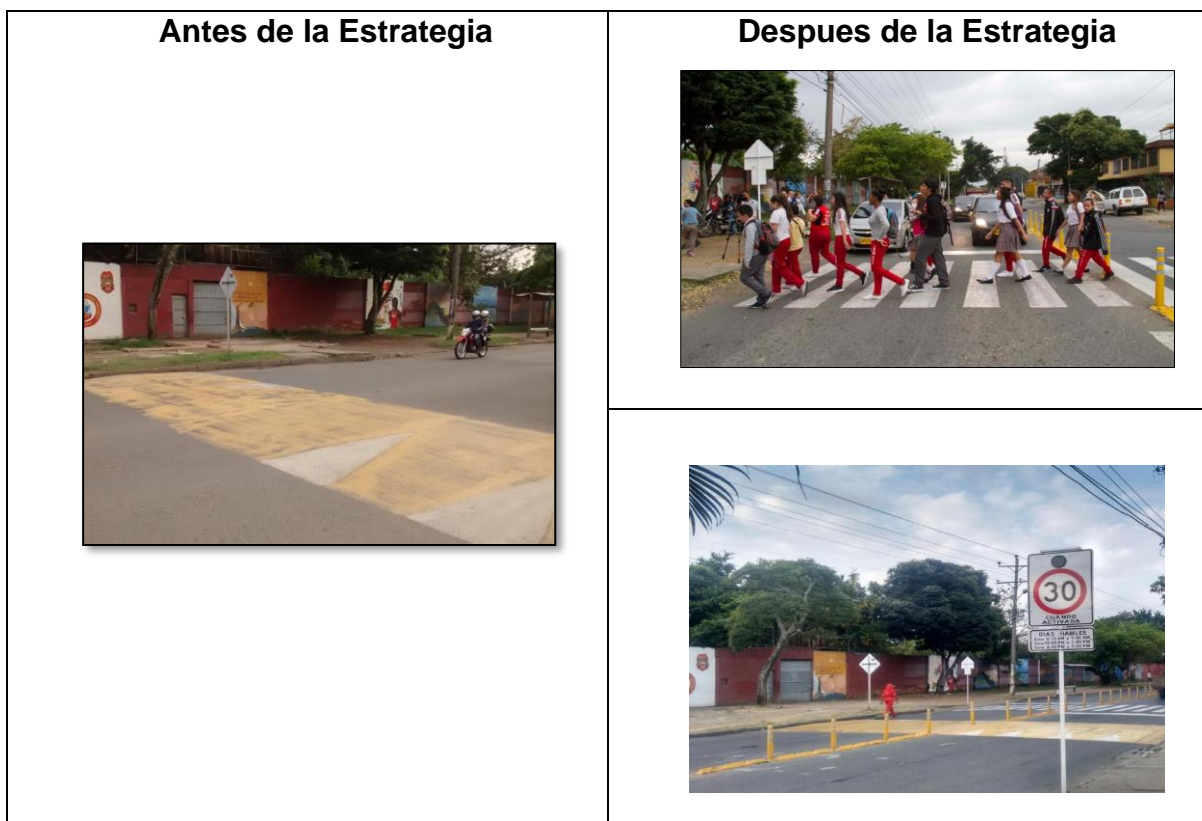 Antes de la Estrategia
Despues de la Estrategia
30
CUANDO
ACTIVADA
DIAS HABILES